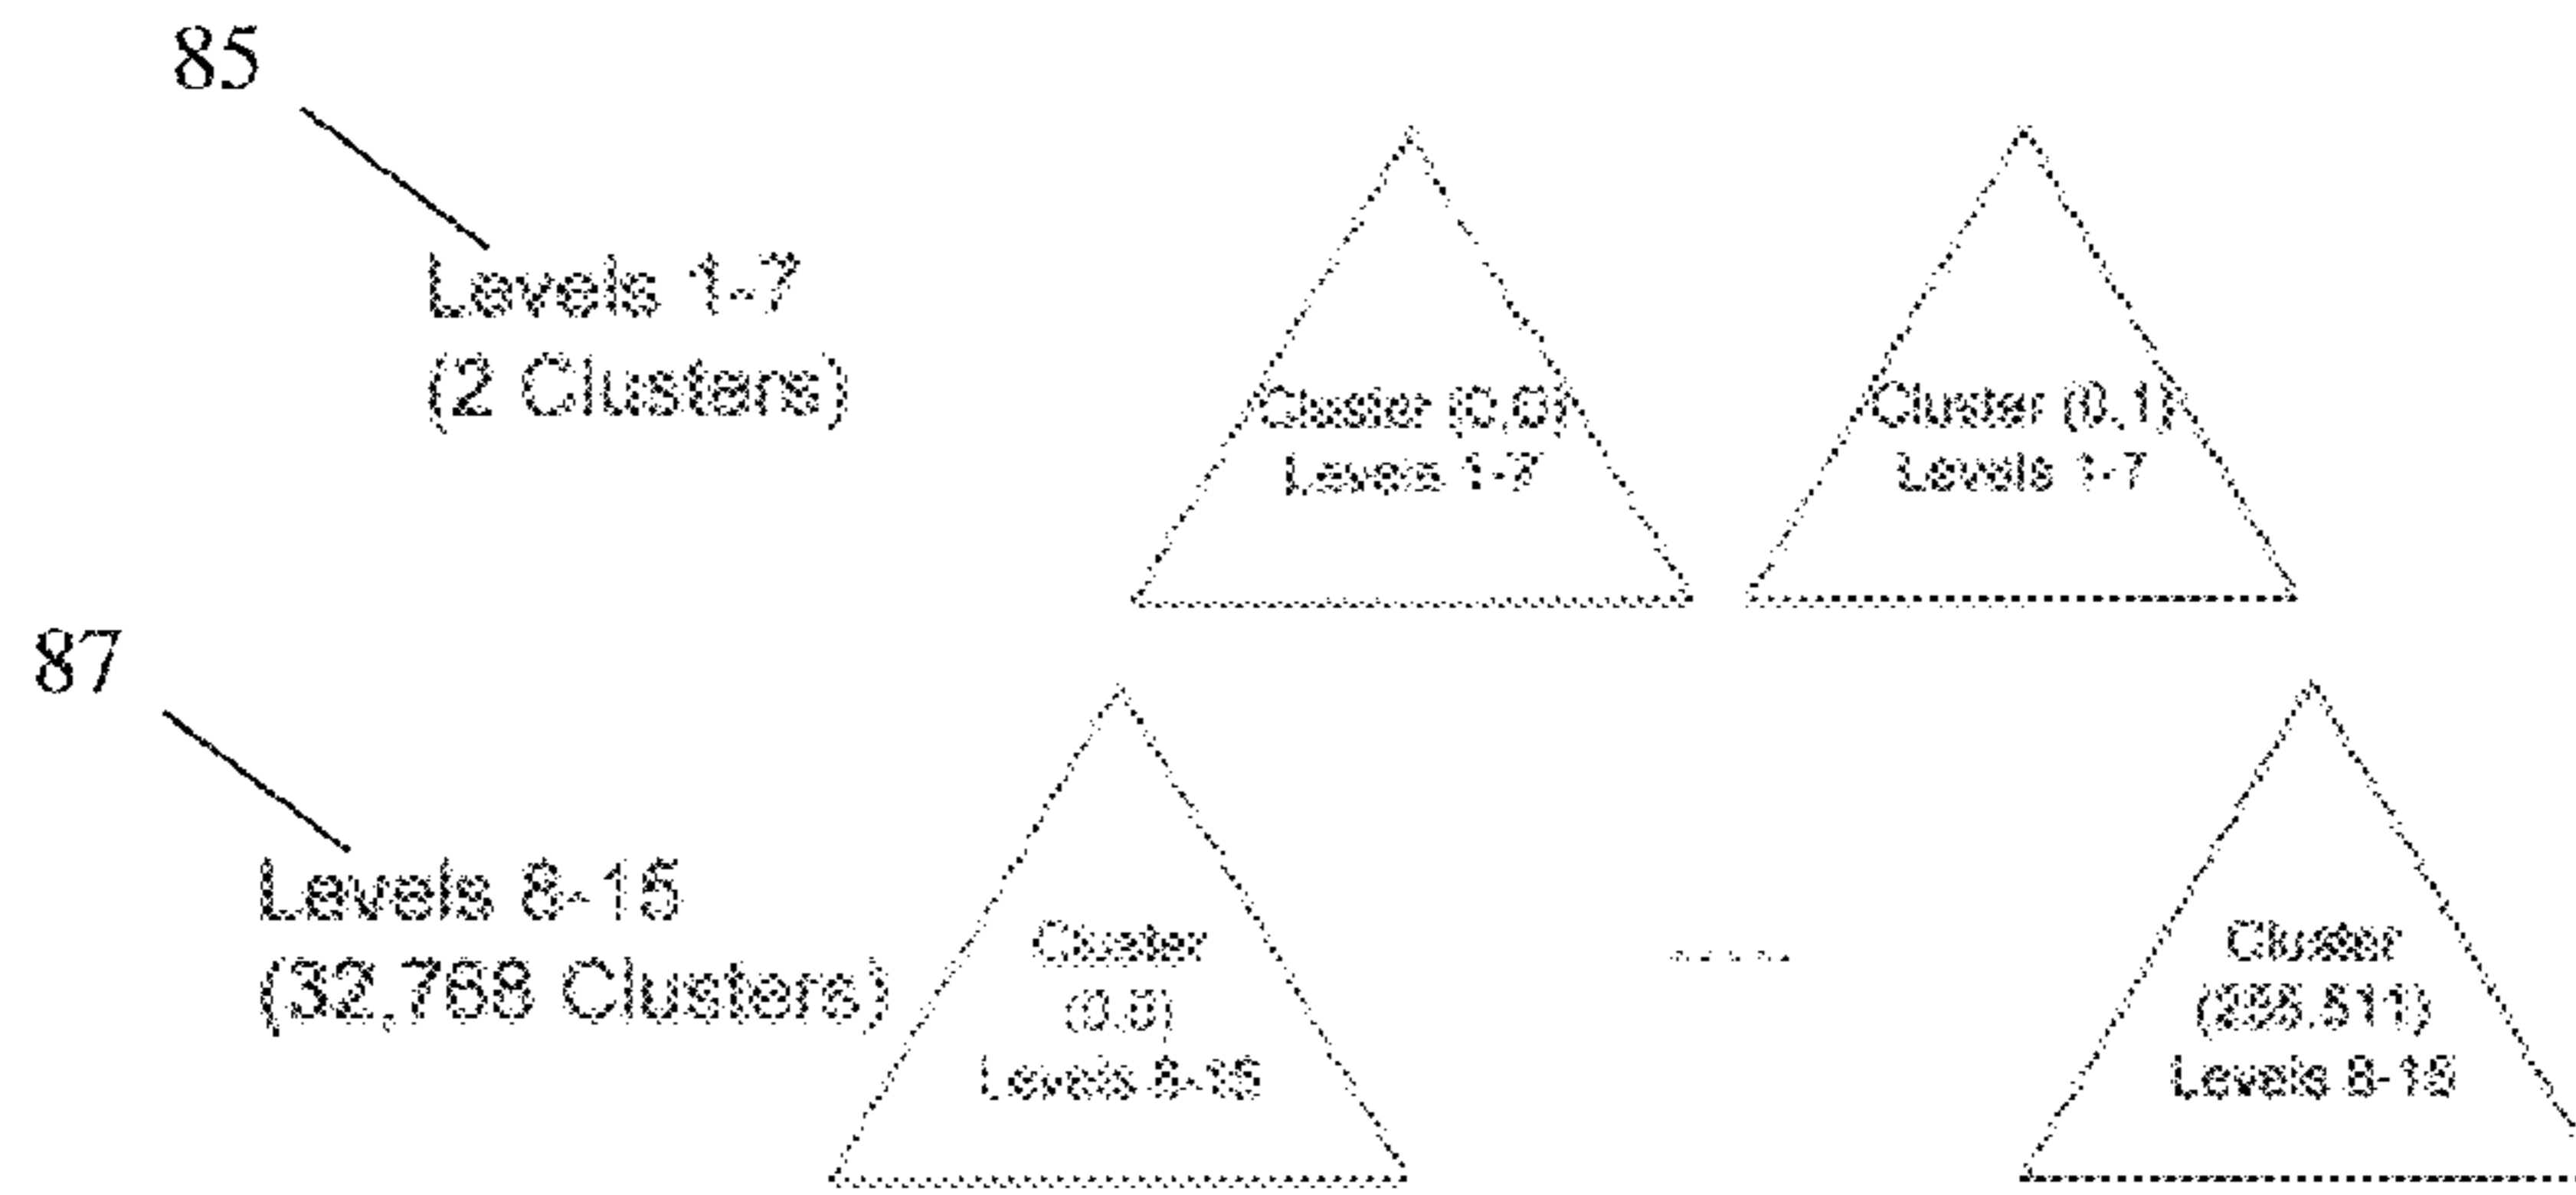 85
Levels 1-7
(2 Clusters)
Cluster (0,0)
Levels 1-7
Cluster (0,1)
Levels 1-7
87
Levels 8-15
(32,768 Clusters)
Cluster
(0,0)
Levels 8-15
Cluster
Levels 8-15